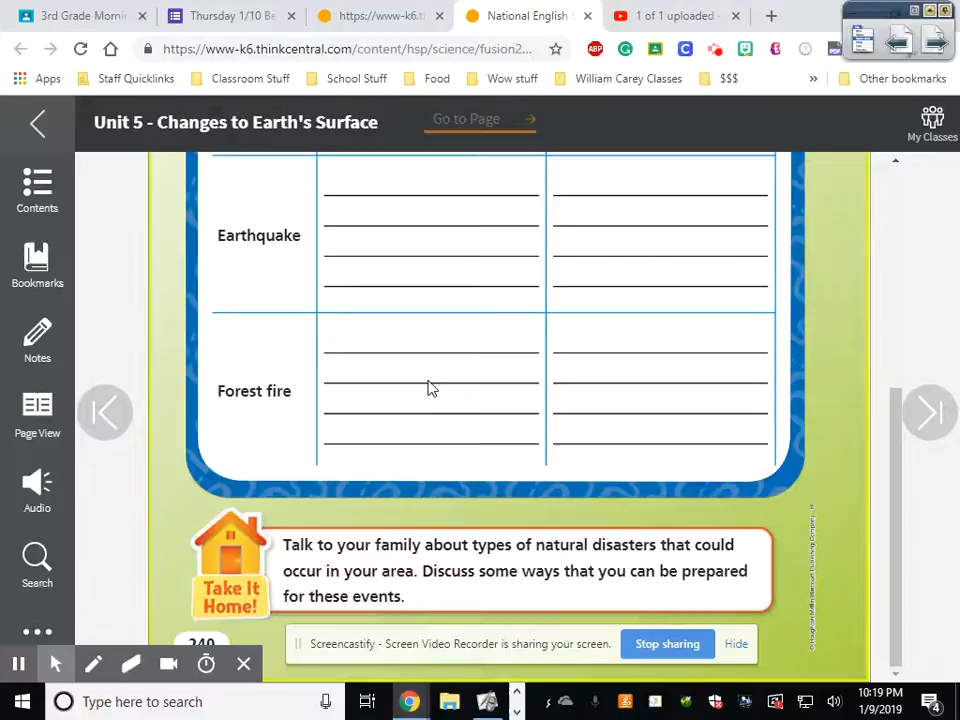 3rd Grade Mornin
Thursday 1/10 Be
https://www-k6.t
National English S
1 of 1 uploaded -
https://www-k6.thinkcentral.com/content/hsp/science/fusion2...
ABP
Apps
Staff Quicklinks
Classroom Stuff
School Stuff
Food
Wow stuff
William Carey Classes
$$$
»
Other bookmarks
Unit 5 - Changes to Earth's Surface
Go to Page
My Classes
Contents
Bookmarks
Notes
Page View
Audio
Search
Earthquake
Forest fire
Take It
Home!
Talk to your family about types of natural disasters that could
occur in your area. Discuss some ways that you can be prepared
for these events.
240
Screencastify - Screen Video Recorder is sharing your screen.
Stop sharing
Hide
Type here to search
10:19 PM
1/9/2019
4